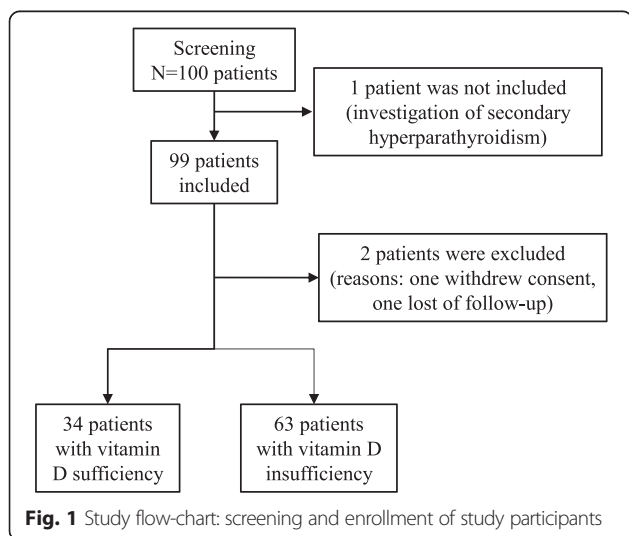 Screening
N=100 patients
1 patient was not included
(investigation of secondary
hyperparathyroidism)
99 patients
included
2 patients were excluded
(reasons: one withdrew consent,
one lost of follow-up)
34 patients
with vitamin
D sufficiency
63 patients
with vitamin D
insufficiency
Fig. 1 Study flow-chart: screening and enrollment of study participants